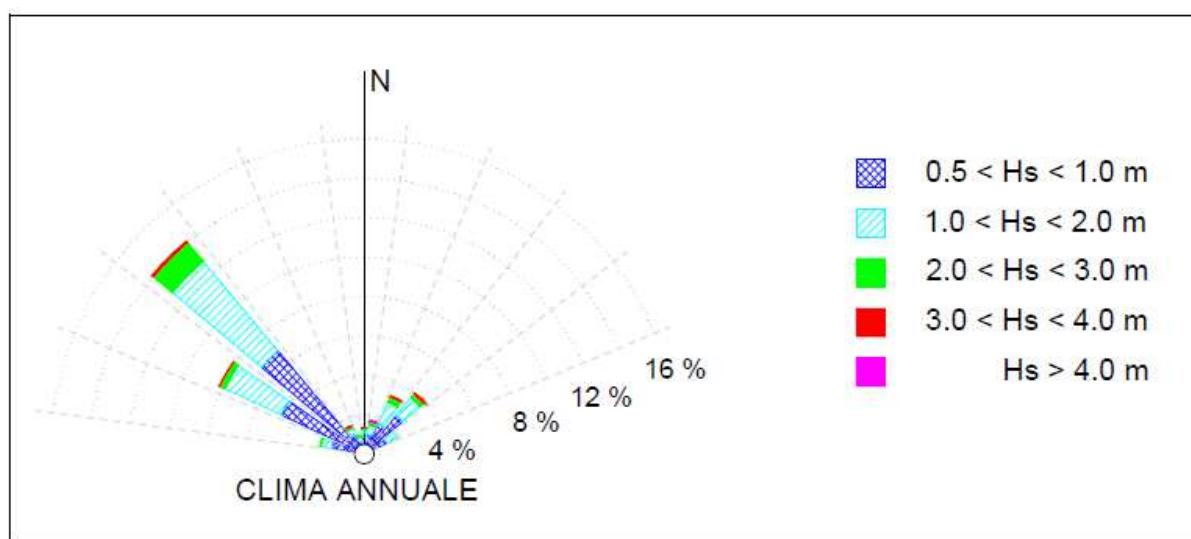 N
16 %
12 %
8 %
4 %
CLIMA ANNUALE
0.5 < Hs < 1.0 m
1.0 < Hs < 2.0 m
2.0 < Hs < 3.0 m
3.0 < Hs < 4.0 m
Hs > 4.0 m